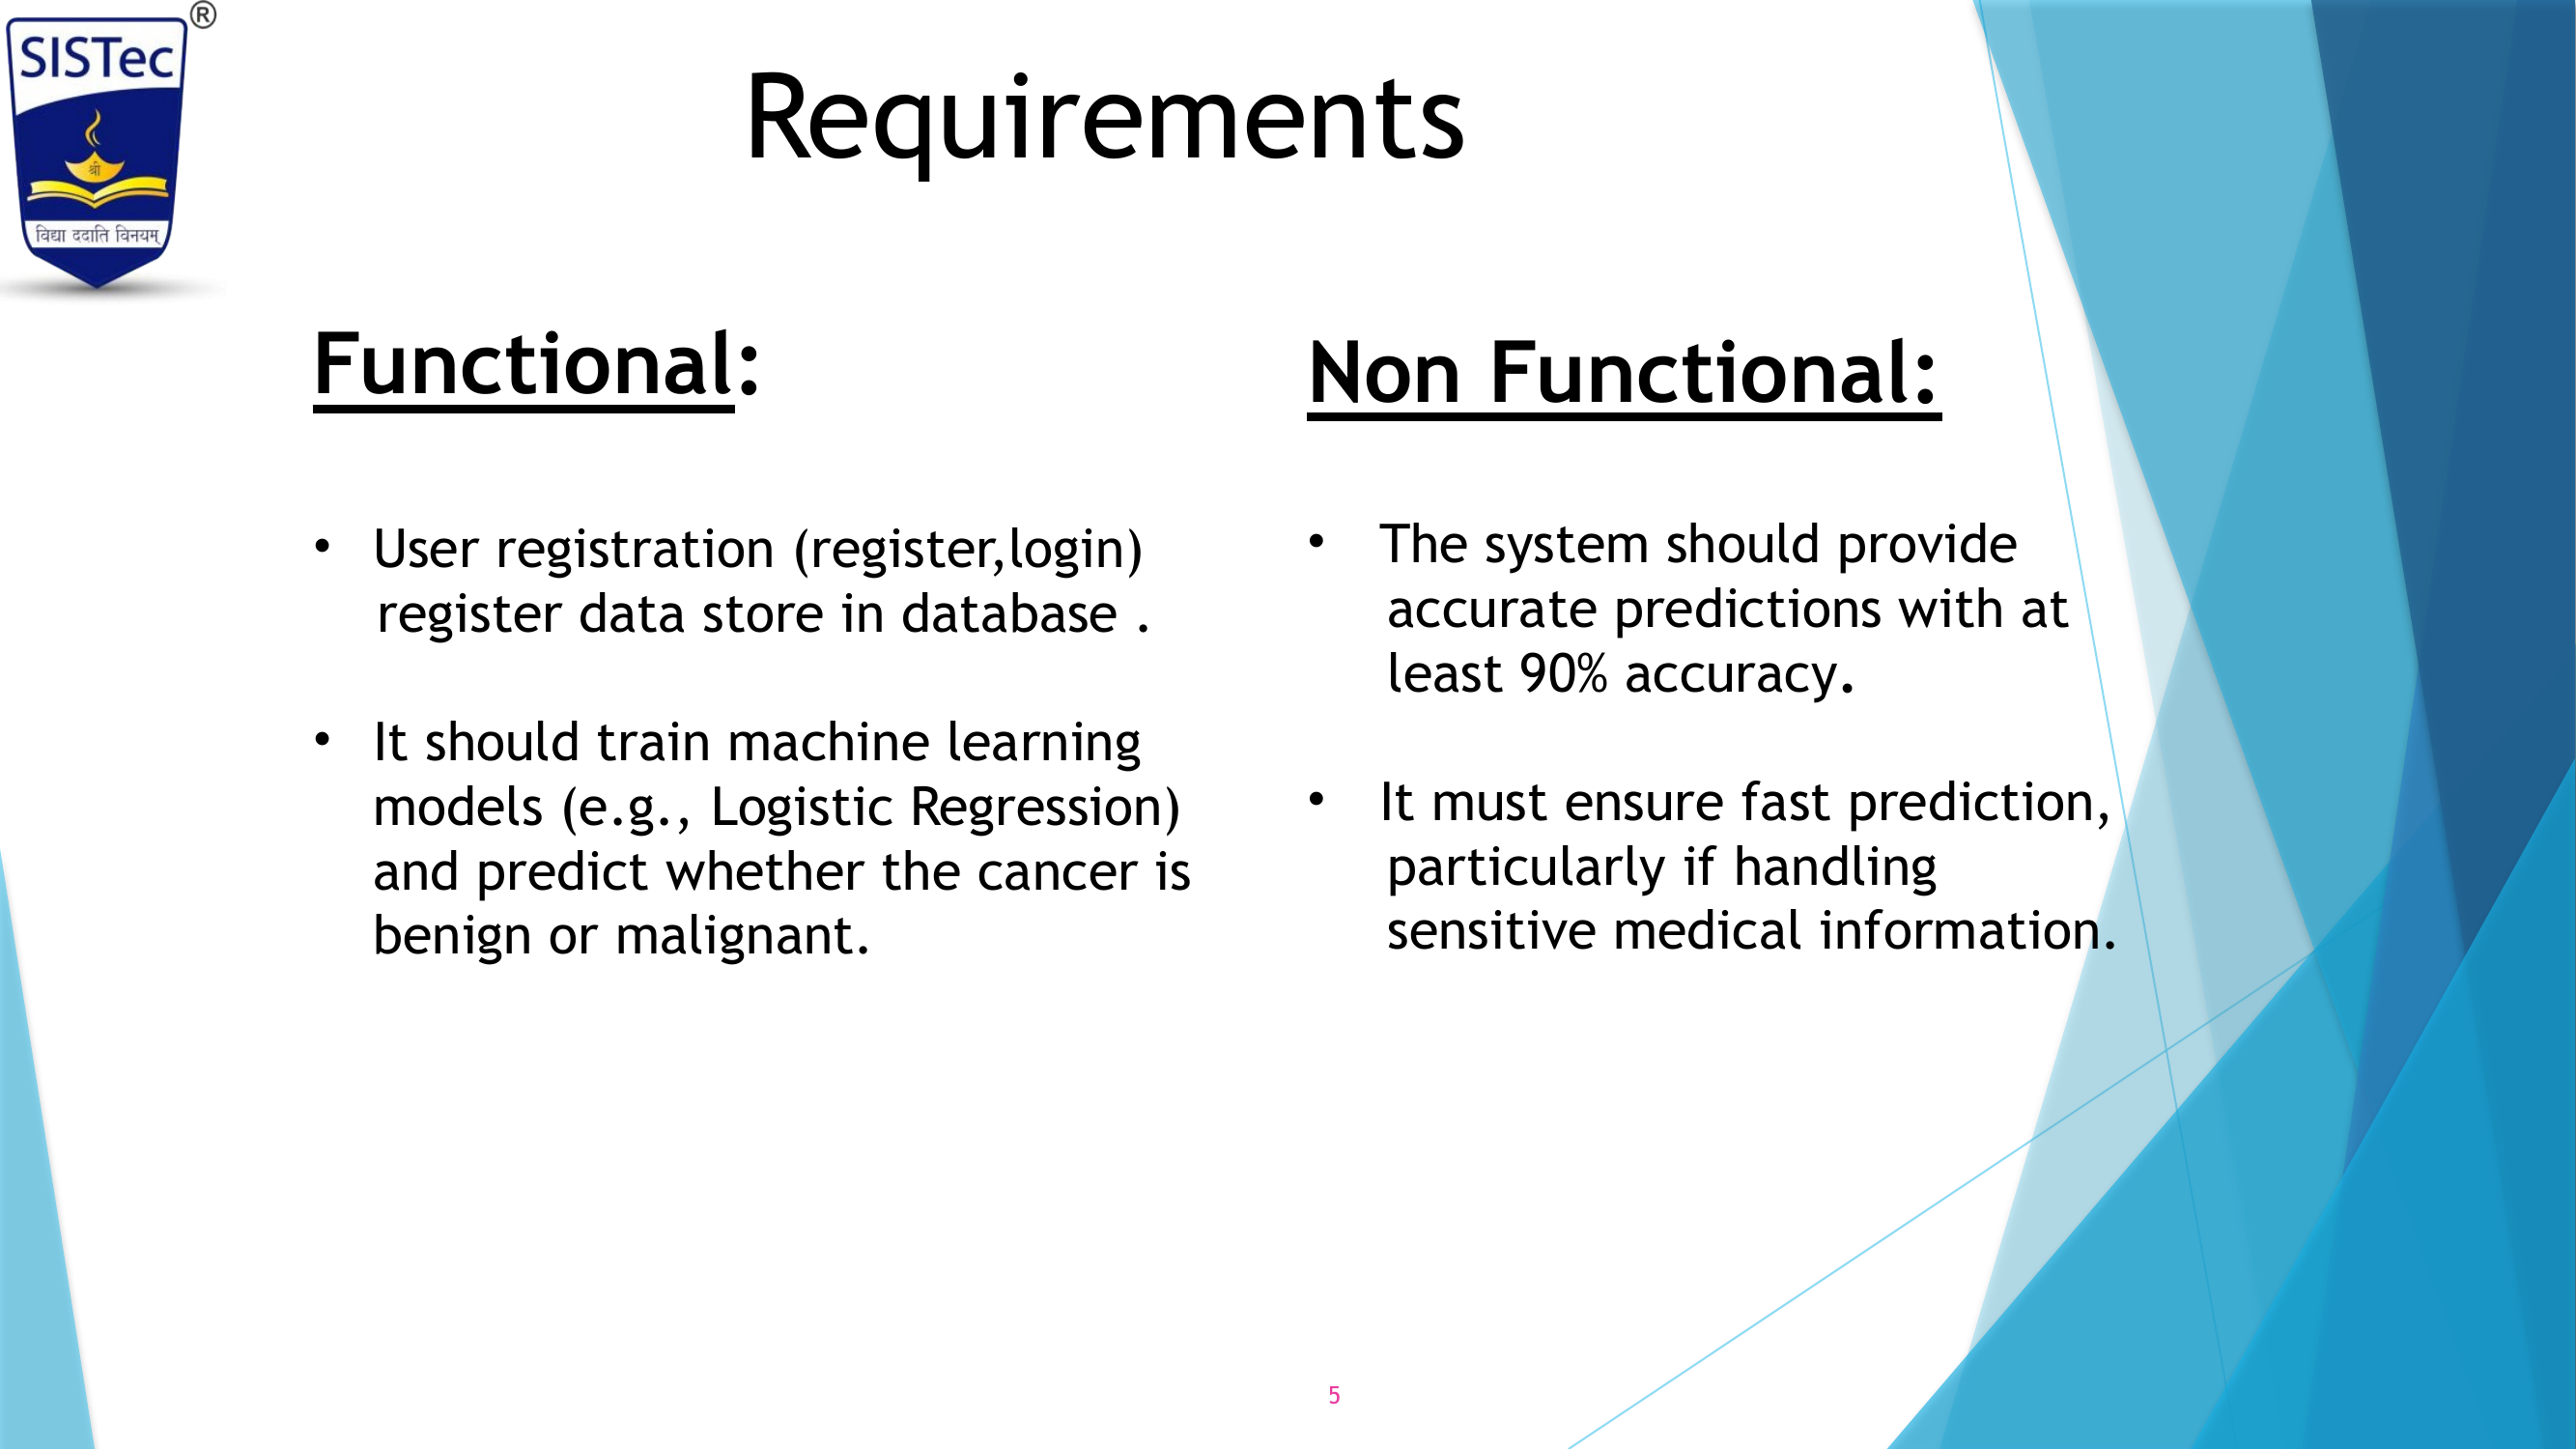 ®
SISTec
श्री
विद्या ददाति विनयम्
Requirements
Functional:
• User registration (register,login)
register data store in database .
• It should train machine learning
models (e.g., Logistic Regression)
and predict whether the cancer is
benign or malignant.
Non Functional:
• The system should provide
accurate predictions with at
least 90% accuracy.
• It must ensure fast prediction,
particularly if handling
sensitive medical information.
5